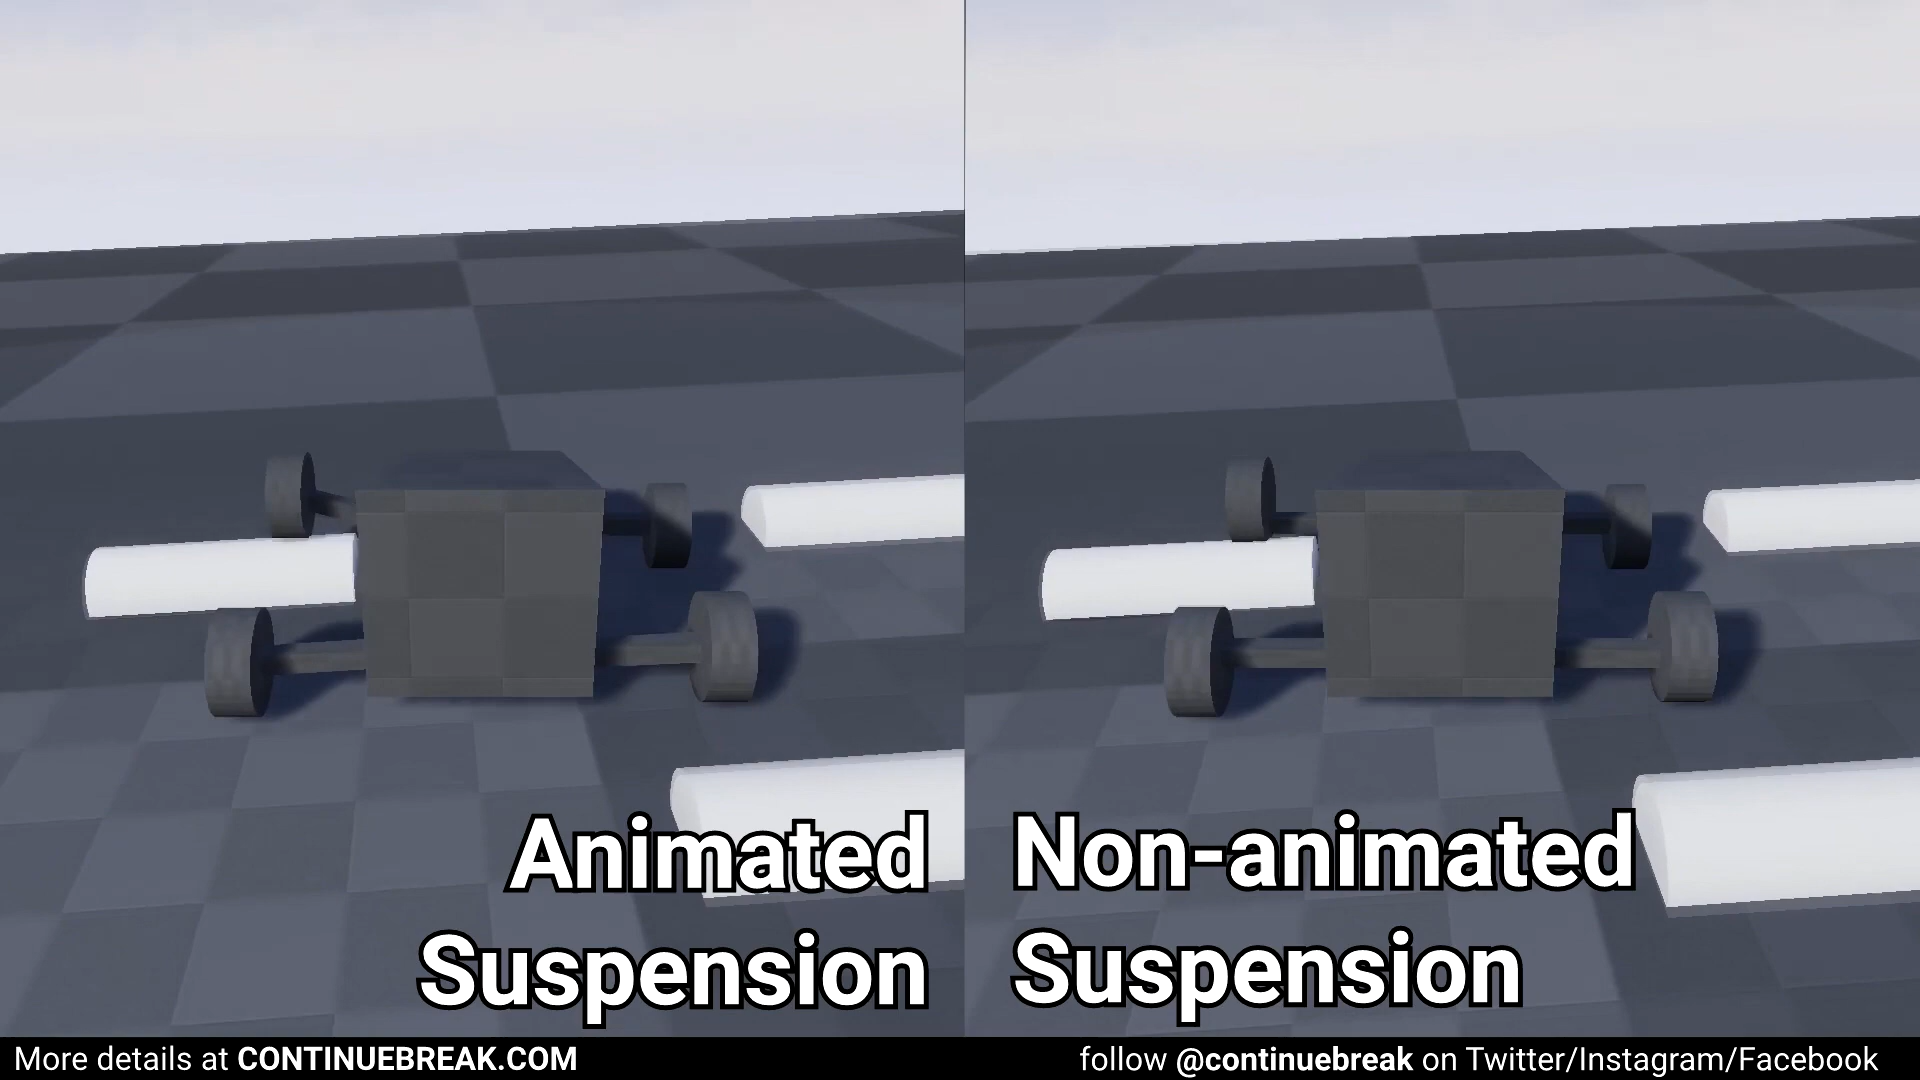 Animated
Suspension
Non-animated
Suspension
More details at CONTINUEBREAK.COM
follow @continuebreak on Twitter/Instagram/Facebook